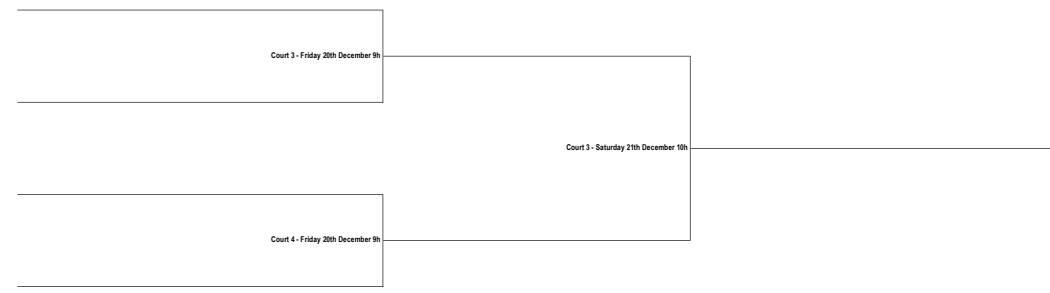 Court 3 - Friday 20th December 9h
Court 3 - Saturday 21th December 10h
Court 4 - Friday 20th December 9h